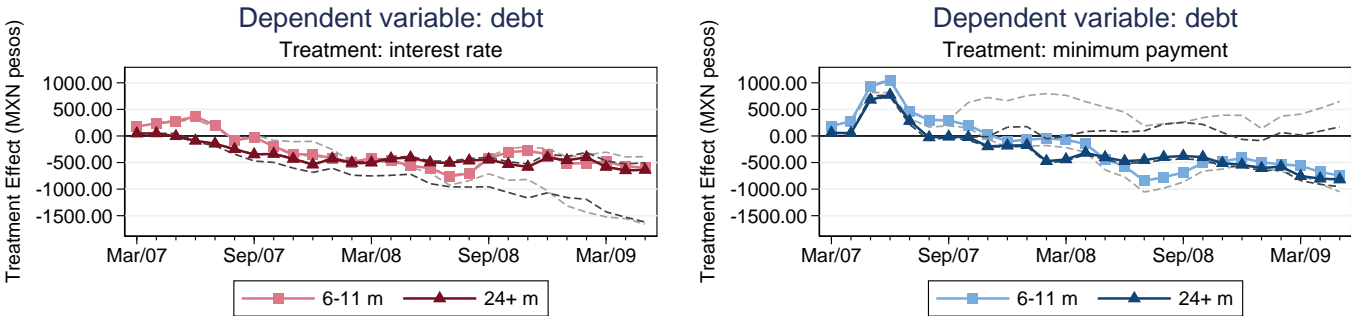 Dependent variable: debt
Treatment: interest rate
Treatment Effect (MXN pesos)
1000.00
500.00
0.00
-500.00
-1000.00
-1500.00
Mar/07 Sep/07 Mar/08 Sep/08 Mar/09
6-11 m 24+ m
Dependent variable: debt
Treatment: minimum payment
Treatment Effect (MXN pesos)
1000.00
500.00
0.00
-500.00
-1000.00
-1500.00
Mar/07 Sep/07 Mar/08 Sep/08 Mar/09
6-11 m 24+ m